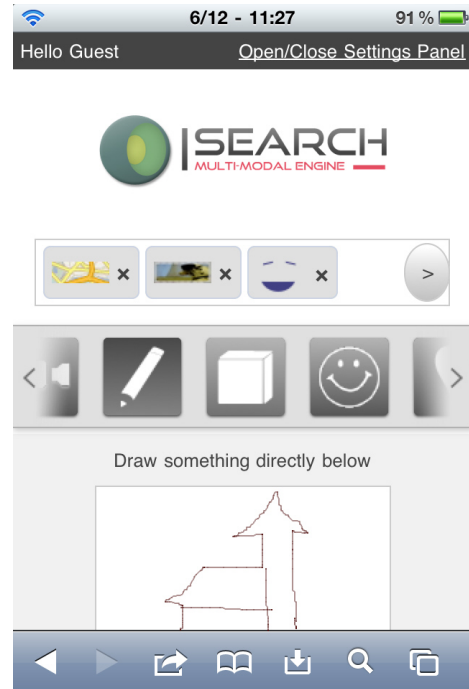 6/12 - 11:27 91 %
Hello Guest Open/Close Settings Panel
|SEARCH
MULTI-MODAL ENGINE
× × × >
< >
Draw something directly below